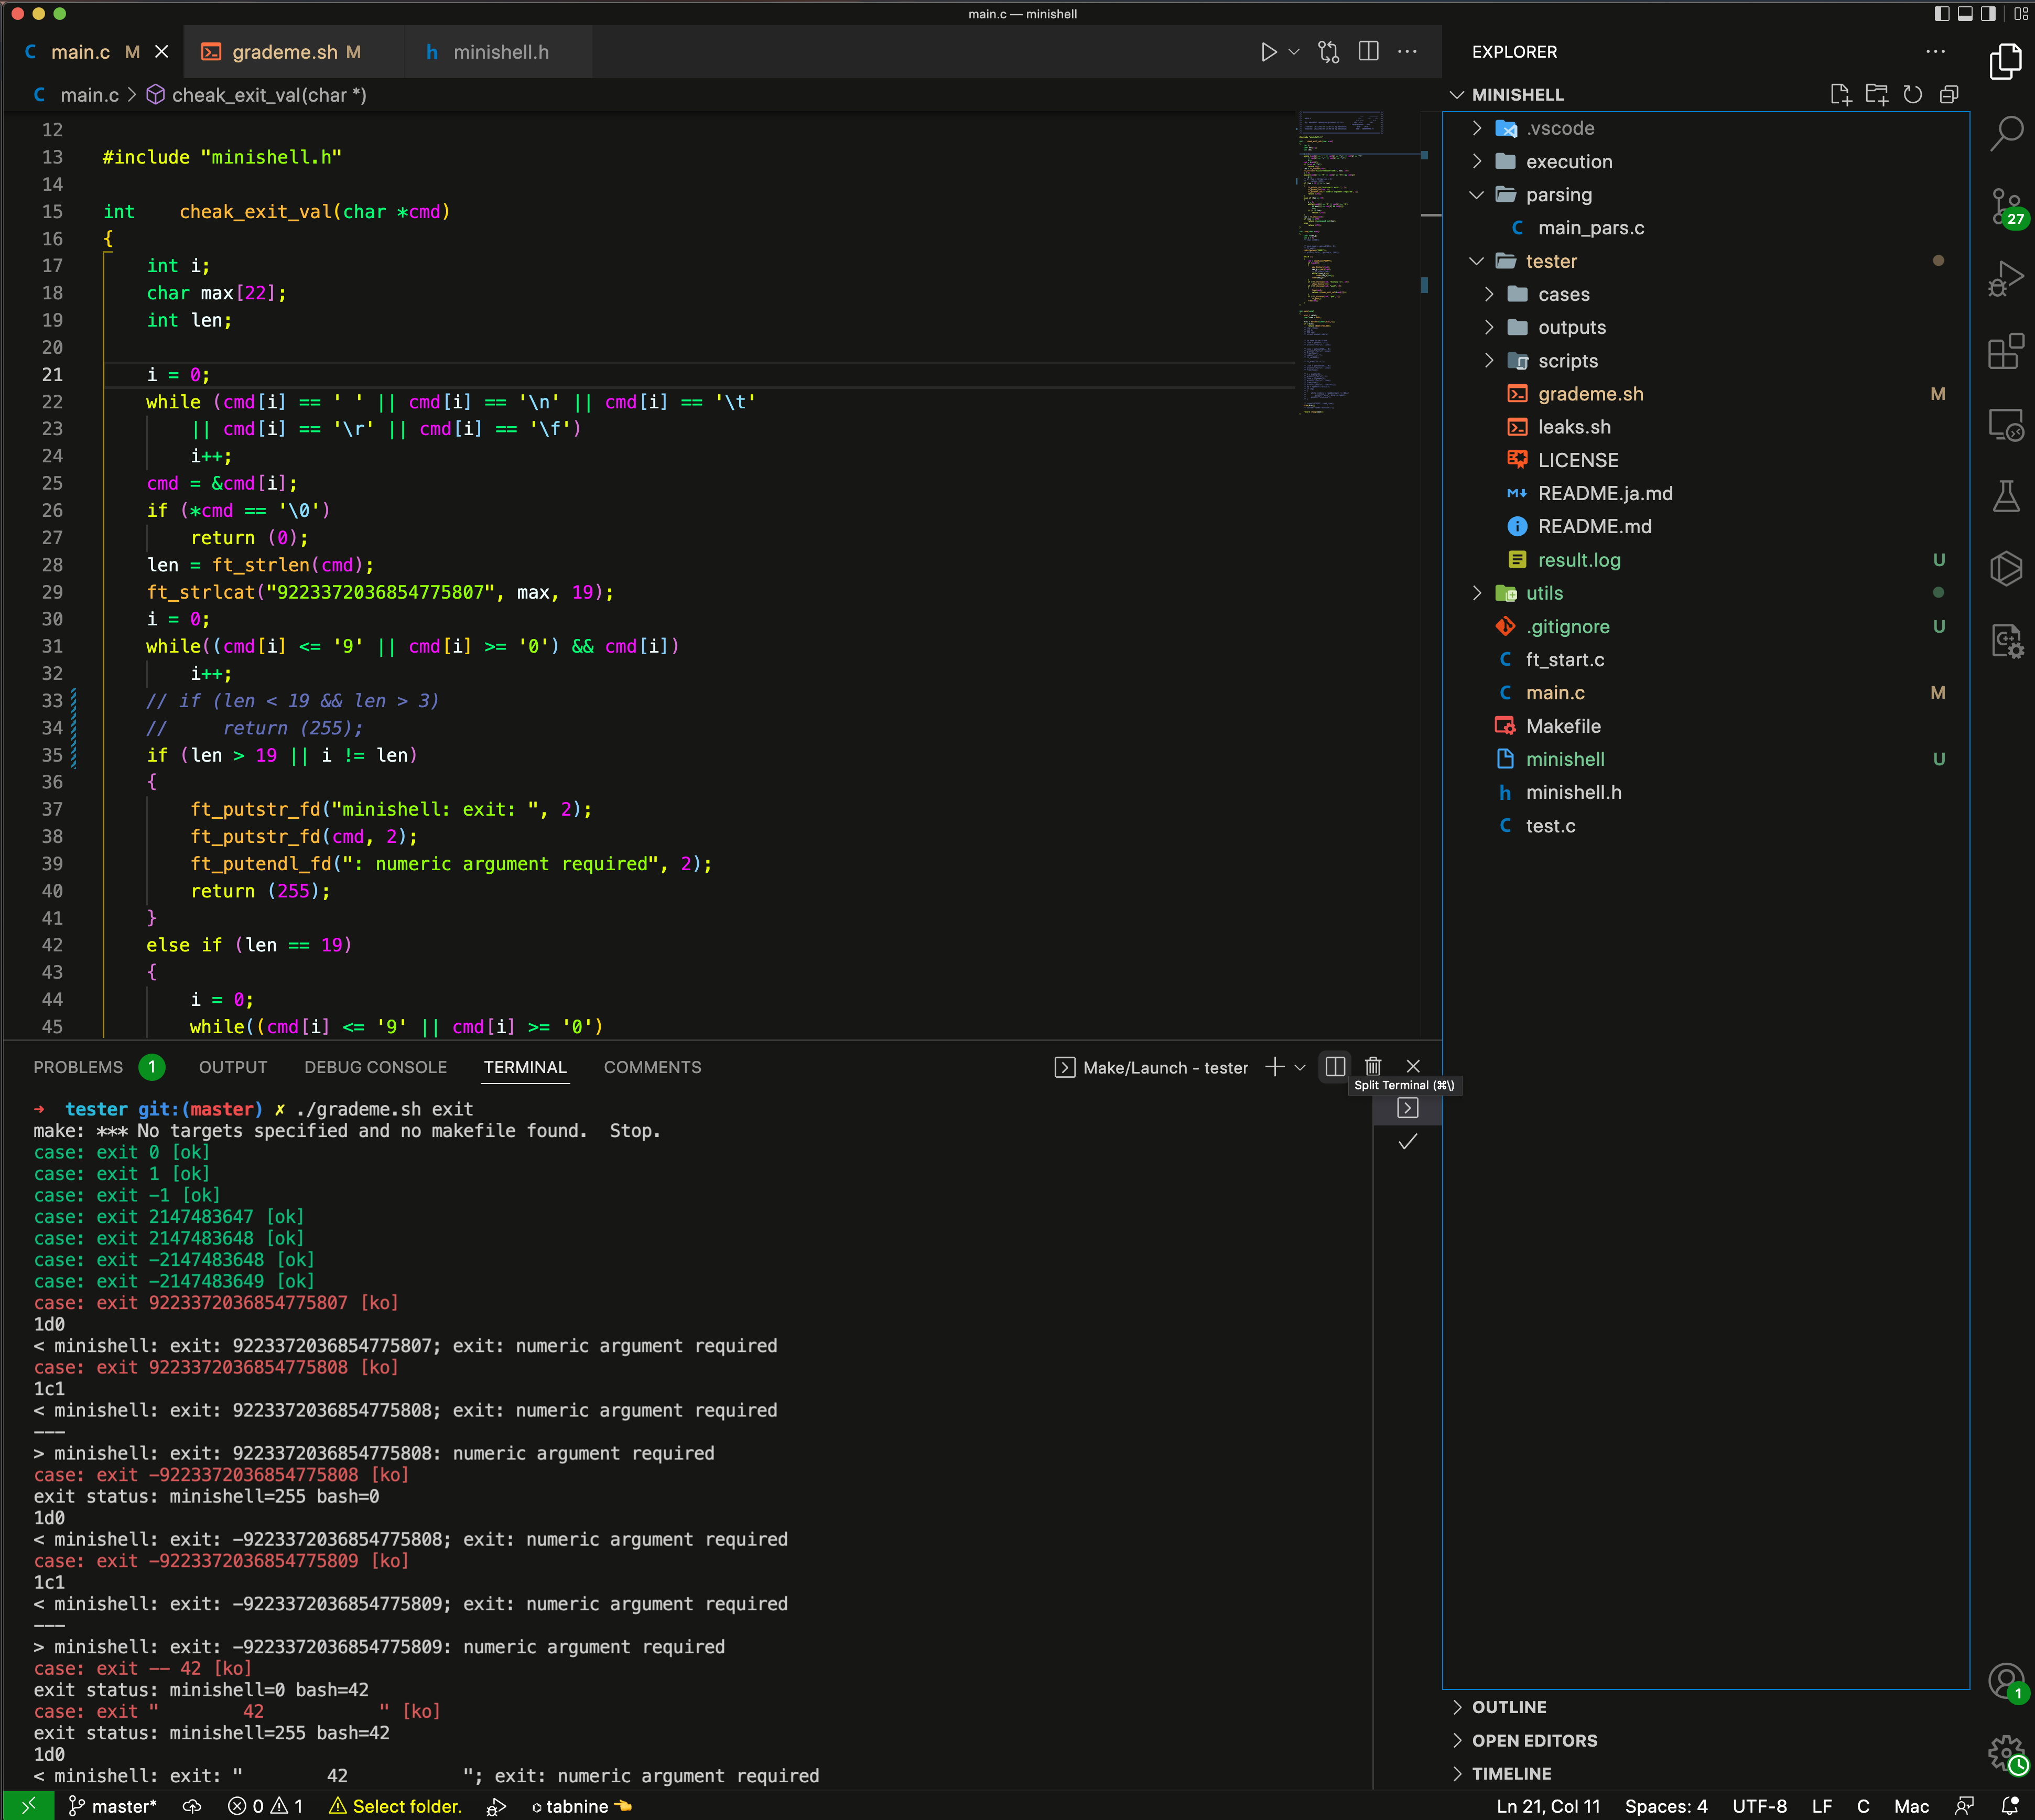 main.c — minishell
C main.c M
grademe.sh M
h minishell.h
C main.c > cheak_exit_val(char *)
12
13 #include "minishell.h"
14
15 int cheak_exit_val(char *cmd)
16 {
17 int i;
18 char max[22];
19 int len;
20
21 i = 0;
22 while (cmd[i] == ' ' || cmd[i] == '\n' || cmd[i] == '\t'
23 || cmd[i] == '\r' || cmd[i] == '\f')
24 i++;
25 cmd = &cmd[i];
26 if (*cmd == '\0')
27 return (0);
28 len = ft_strlen(cmd);
29 ft_strlcat("9223372036854775807", max, 19);
30 i = 0;
31 while((cmd[i] <= '9' || cmd[i] >= '0') && cmd[i])
32 i++;
33 // if (len < 19 && len > 3)
34 // return (255);
35 if (len > 19 || i != len)
36 {
37 ft_putstr_fd("minishell: exit: ", 2);
38 ft_putstr_fd(cmd, 2);
39 ft_putendl_fd(": numeric argument required", 2);
40 return (255);
41 }
42 else if (len == 19)
43 {
44 i = 0;
45 while((cmd[i] <= '9' || cmd[i] >= '0')
PROBLEMS 1 OUTPUT DEBUG CONSOLE TERMINAL COMMENTS
Make/Launch - tester
Split Terminal (⌘\)
➜ tester git:(master) ✗ ./grademe.sh exit
make: *** No targets specified and no makefile found.  Stop.
case: exit 0 [ok]
case: exit 1 [ok]
case: exit -1 [ok]
case: exit 2147483647 [ok]
case: exit 2147483648 [ok]
case: exit -2147483648 [ok]
case: exit -2147483649 [ok]
case: exit 9223372036854775807 [ko]
1d0
< minishell: exit: 9223372036854775807; exit: numeric argument required
case: exit 9223372036854775808 [ko]
1c1
< minishell: exit: 9223372036854775808; exit: numeric argument required
---
> minishell: exit: 9223372036854775808: numeric argument required
case: exit -9223372036854775808 [ko]
exit status: minishell=255 bash=0
1d0
< minishell: exit: -9223372036854775808; exit: numeric argument required
case: exit -9223372036854775809 [ko]
1c1
< minishell: exit: -9223372036854775809; exit: numeric argument required
---
> minishell: exit: -9223372036854775809: numeric argument required
case: exit -- 42 [ko]
exit status: minishell=0 bash=42
case: exit "        42           " [ko]
exit status: minishell=255 bash=42
1d0
< minishell: exit: "        42           "; exit: numeric argument required
EXPLORER
MINISHELL
.vscode
execution
parsing
C main_pars.c
tester
cases
outputs
scripts
grademe.sh M
leaks.sh
LICENSE
README.ja.md
README.md
result.log U
utils
.gitignore U
C ft_start.c
C main.c M
Makefile
minishell U
h minishell.h
C test.c
OUTLINE
OPEN EDITORS
TIMELINE
27
1
master* 0 1 Select folder. tabnine
Ln 21, Col 11 Spaces: 4 UTF-8 LF C Mac